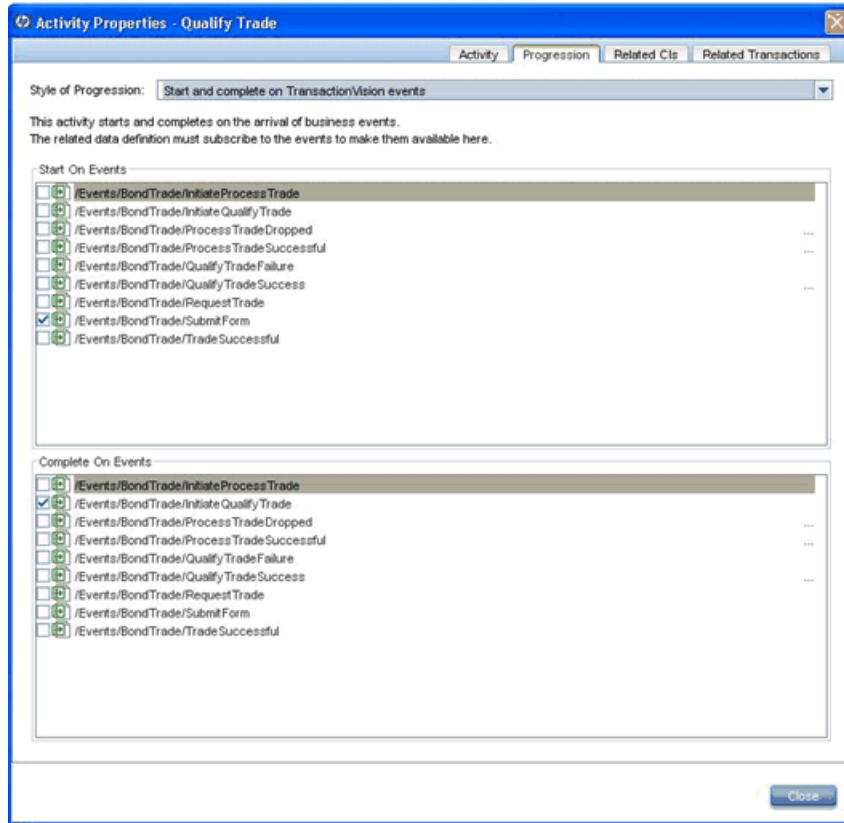 Activity Properties - Qualify Trade
Activity Progression Related CIs Related Transactions
Style of Progression: Start and complete on TransactionVision events
This activity starts and completes on the arrival of business events.
The related data definition must subscribe to the events to make them available here.
Start On Events
/Events/BondTrade/InitiateProcessTrade
/Events/BondTrade/InitiateQualifyTrade
/Events/BondTrade/ProcessTradeDropped ...
/Events/BondTrade/ProcessTradeSuccessful ...
/Events/BondTrade/QualifyTradeFailure
/Events/BondTrade/QualifyTradeSuccess ...
/Events/BondTrade/RequestTrade
/Events/BondTrade/SubmitForm
/Events/BondTrade/TradeSuccessful
Complete On Events
/Events/BondTrade/InitiateProcessTrade
/Events/BondTrade/InitiateQualifyTrade
/Events/BondTrade/ProcessTradeDropped ...
/Events/BondTrade/ProcessTradeSuccessful ...
/Events/BondTrade/QualifyTradeFailure
/Events/BondTrade/QualifyTradeSuccess ...
/Events/BondTrade/RequestTrade
/Events/BondTrade/SubmitForm
/Events/BondTrade/TradeSuccessful
Close